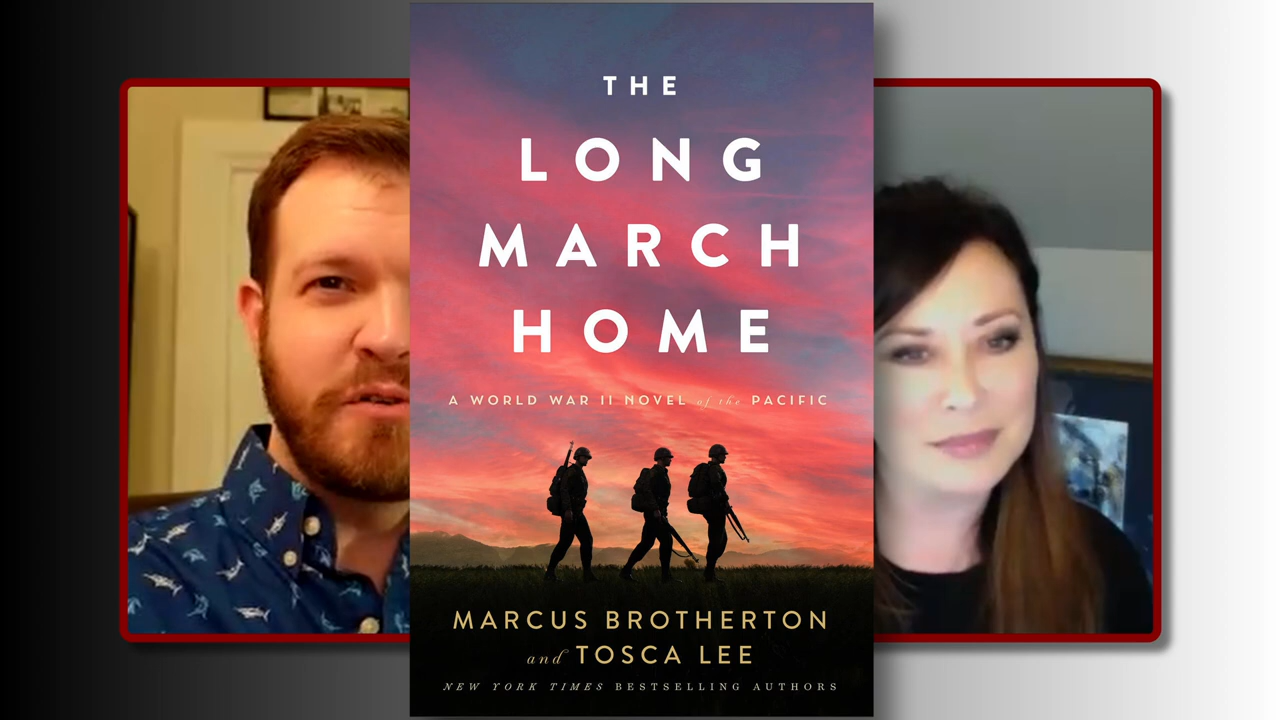 THE
LONG
MARCH
HOME
A WORLD WAR II NOVEL of the PACIFIC
MARCUS BROTHERTON
and TOSCA LEE
NEW YORK TIMES BESTSELLING AUTHORS